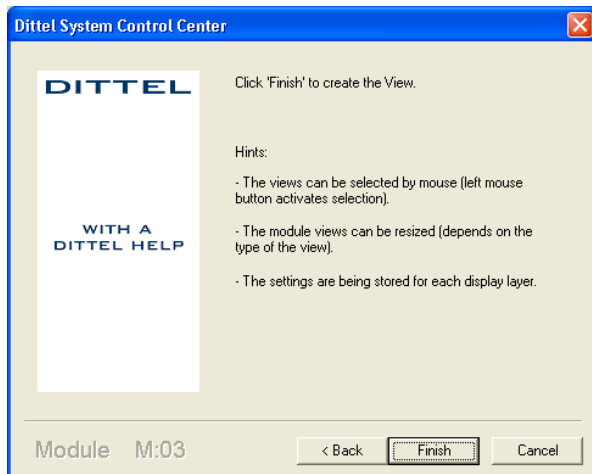 Dittel System Control Center
DITTEL
Click 'Finish' to create the View.
Hints:
- The views can be selected by mouse (left mouse
button activates selection).
WITH A
DITTEL HELP
- The module views can be resized (depends on the
type of the view).
- The settings are being stored for each display layer.
Module M:03
< Back
Finish
Cancel